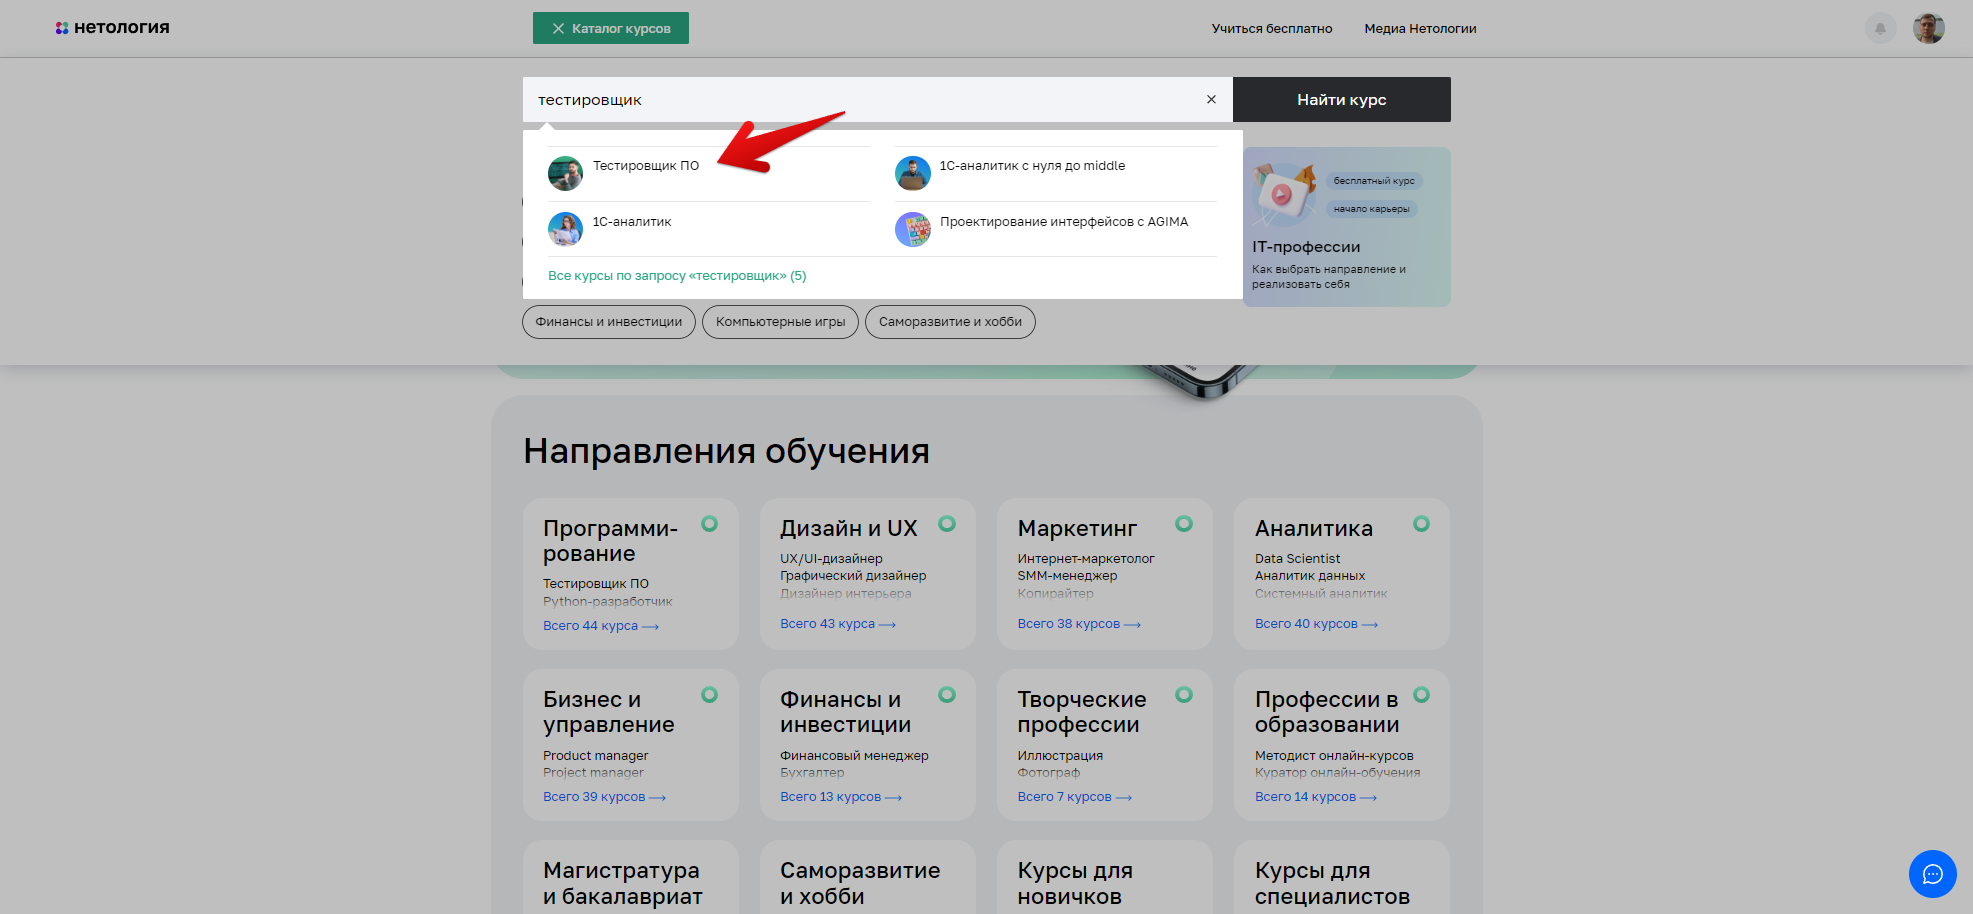 нетология
Каталог курсов
Учиться бесплатно
Медиа Нетологии
тестировщик
Найти курс
Тестировщик ПО
1С-аналитик с нуля до middle
1С-аналитик
Проектирование интерфейсов с AGIMA
Все курсы по запросу «тестировщик» (5)
бесплатный курс
начало карьеры
IT-профессии
Как выбрать направление и
реализовать себя
Финансы и инвестиции
Компьютерные игры
Саморазвитие и хобби
Направления обучения
Программи-
рование
Тестировщик ПО
Python-разработчик
Всего 44 курса
Дизайн и UX
UX/UI-дизайнер
Графический дизайнер
Дизайнер интерьера
Всего 43 курса
Маркетинг
Интернет-маркетолог
SMM-менеджер
Копирайтер
Всего 38 курсов
Аналитика
Data Scientist
Аналитик данных
Системный аналитик
Всего 40 курсов
Бизнес и
управление
Product manager
Project manager
Всего 39 курсов
Финансы и
инвестиции
Финансовый менеджер
Бухгалтер
Всего 13 курсов
Творческие
профессии
Иллюстрация
Фотограф
Всего 7 курсов
Профессии в
образовании
Методист онлайн-курсов
Куратор онлайн-обучения
Всего 14 курсов
Магистратура
и бакалавриат
Саморазвитие
и хобби
Курсы для
новичков
Курсы для
специалистов